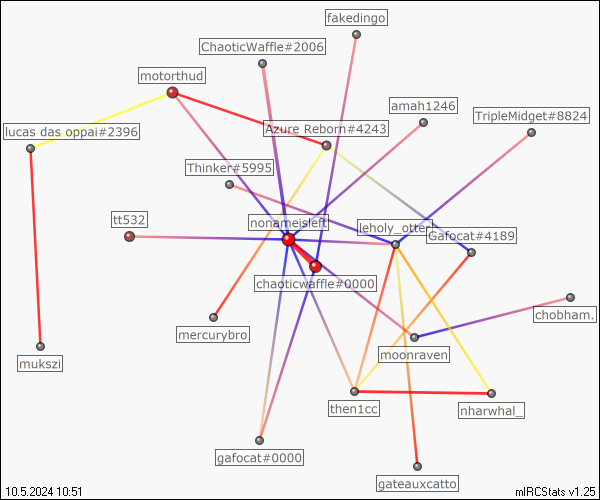 fakedingo
ChaoticWaffle#2006
motorthud
amah1246
TripleMidget#8824
lucas das oppai#2396
Azure Reborn#4243
Thinker#5995
tt532
nonameisleft
leholy_otter
Gafocat#4189
chaoticwaffle#0000
mercurybro
chobham.
mukszi
moonraven
then1cc
nharwhal_
gafocat#0000
gateauxcatto
10.5.2024 10:51
mIRCStats v1.25